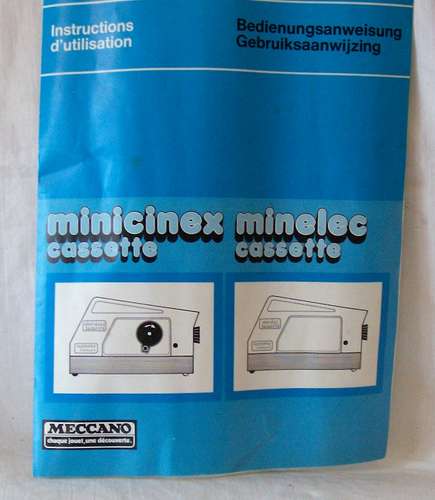 Instructions
d'utilisation
Bedienungsanweisung
Gebruiksaanwijzing
minicinex
cassette
minelec
cassette
MECCANO
chaque jouet, une découverte.